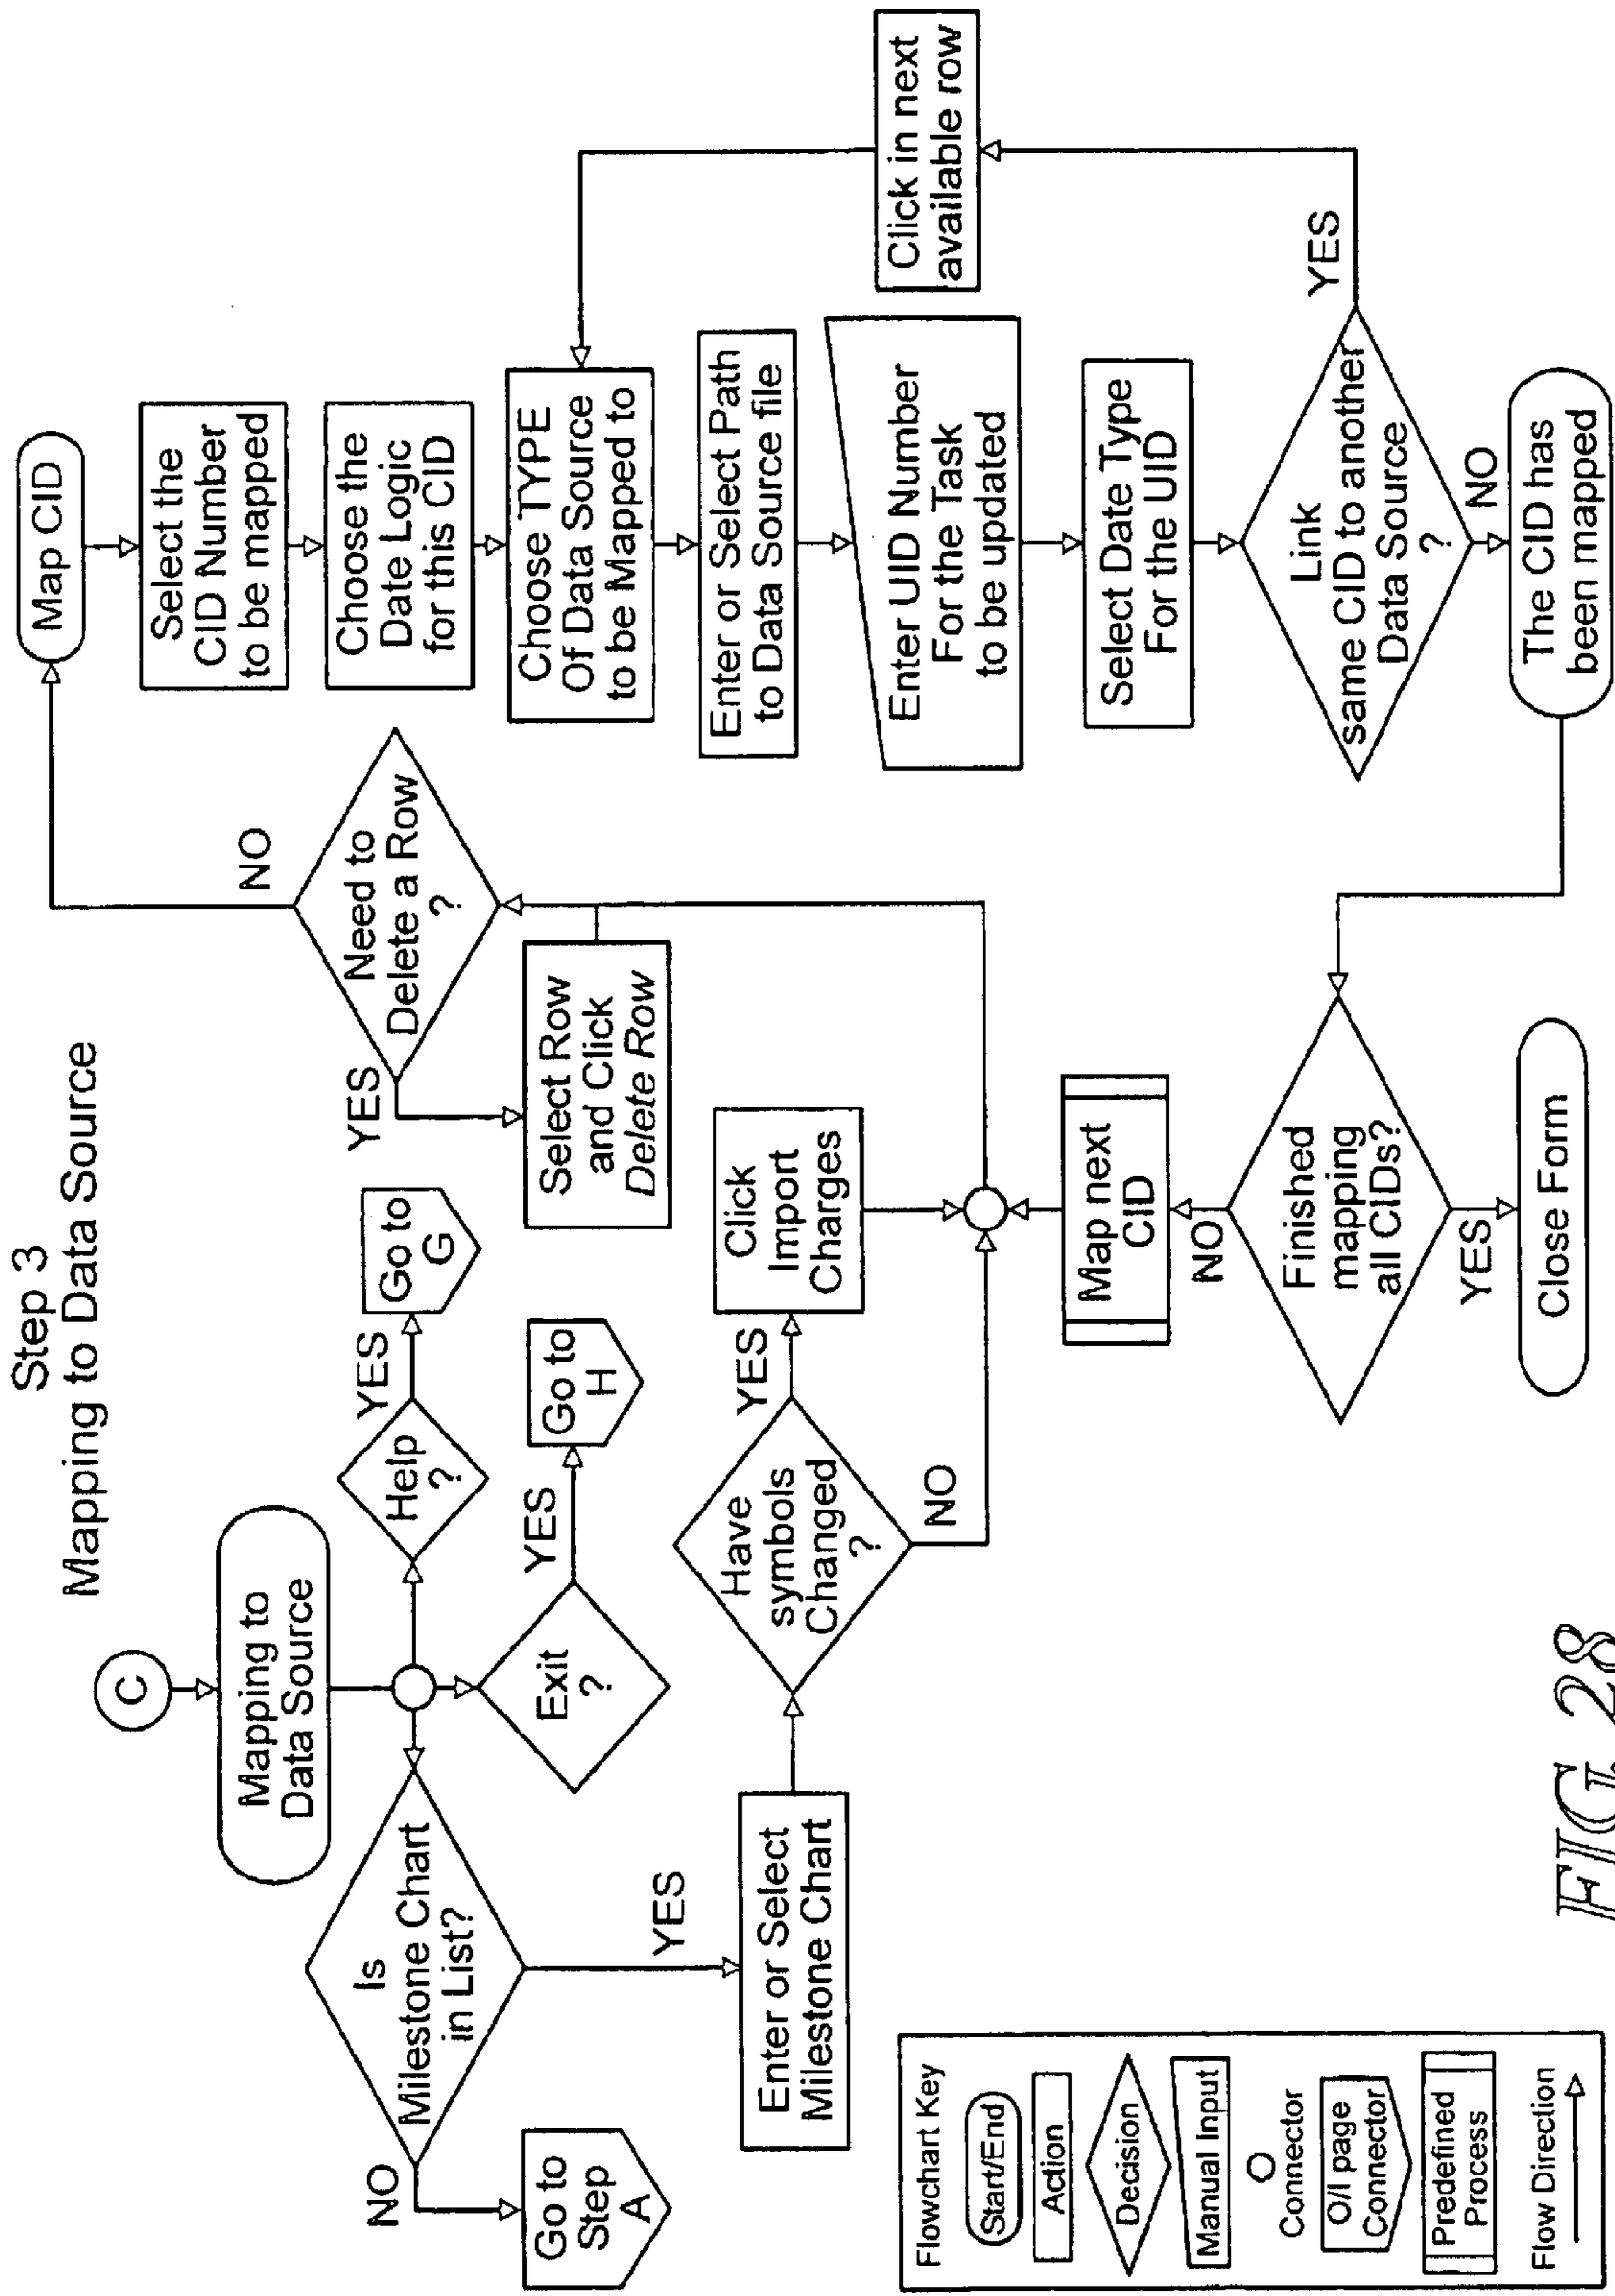 Step 3
Mapping to Data Source
C
Mapping to
Data Source
Help
?
YES
Go to
G
Exit
?
YES
Go to
H
Is
Milestone Chart
in List?
NO
Go to
Step
A
YES
Enter or Select
Milestone Chart
Have
symbols
Changed
?
YES
Click
Import
Charges
NO
Need to
Delete a Row
?
YES
Select Row
and Click
Delete Row
NO
Map CID
Select the
CID Number
to be mapped
Choose the
Date Logic
for this CID
Choose TYPE
Of Data Source
to be Mapped to
Enter or Select Path
to Data Source file
Enter UID Number
For the Task
to be updated
Select Date Type
For the UID
Link
same CID to another
Data Source
?
YES
Click in next
available row
NO
The CID has
been mapped
Finished
mapping
all CIDs?
NO
Map next
CID
YES
Close Form
Flowchart Key
Start/End
Action
Decision
Manual Input
Connector
O/I page
Connector
Predefined
Process
Flow Direction
FIG. 28